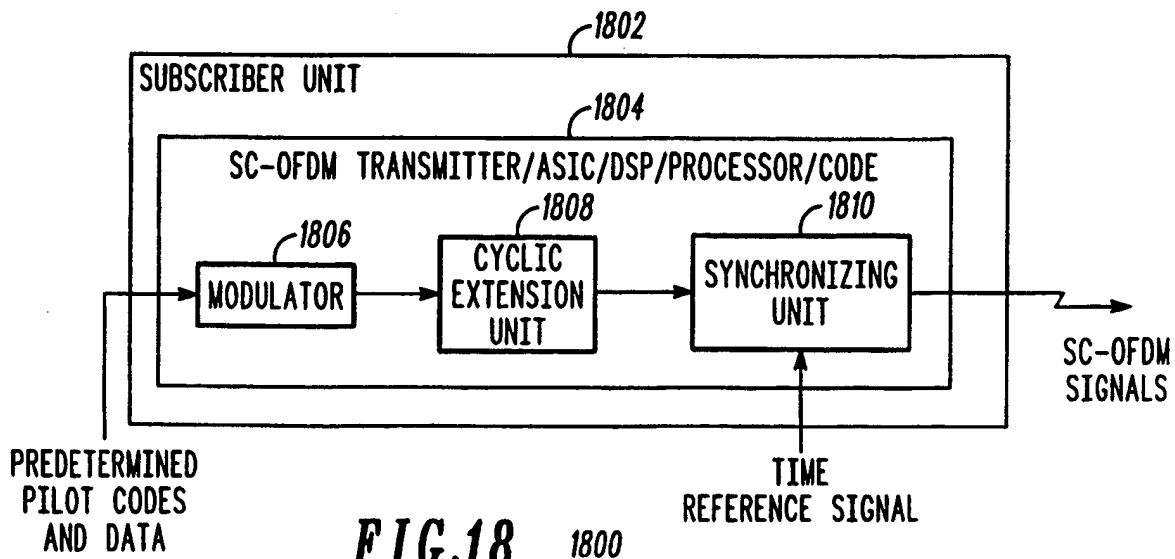 1802
SUBSCRIBER UNIT
1804
SC-OFDM TRANSMITTER/ASIC/DSP/PROCESSOR/CODE
1806
MODULATOR
1808
CYCLIC
EXTENSION
UNIT
1810
SYNCHRONIZING
UNIT
SC-OFDM
SIGNALS
PREDETERMINED
PILOT CODES
AND DATA
TIME
REFERENCE SIGNAL
FIG.18 1800